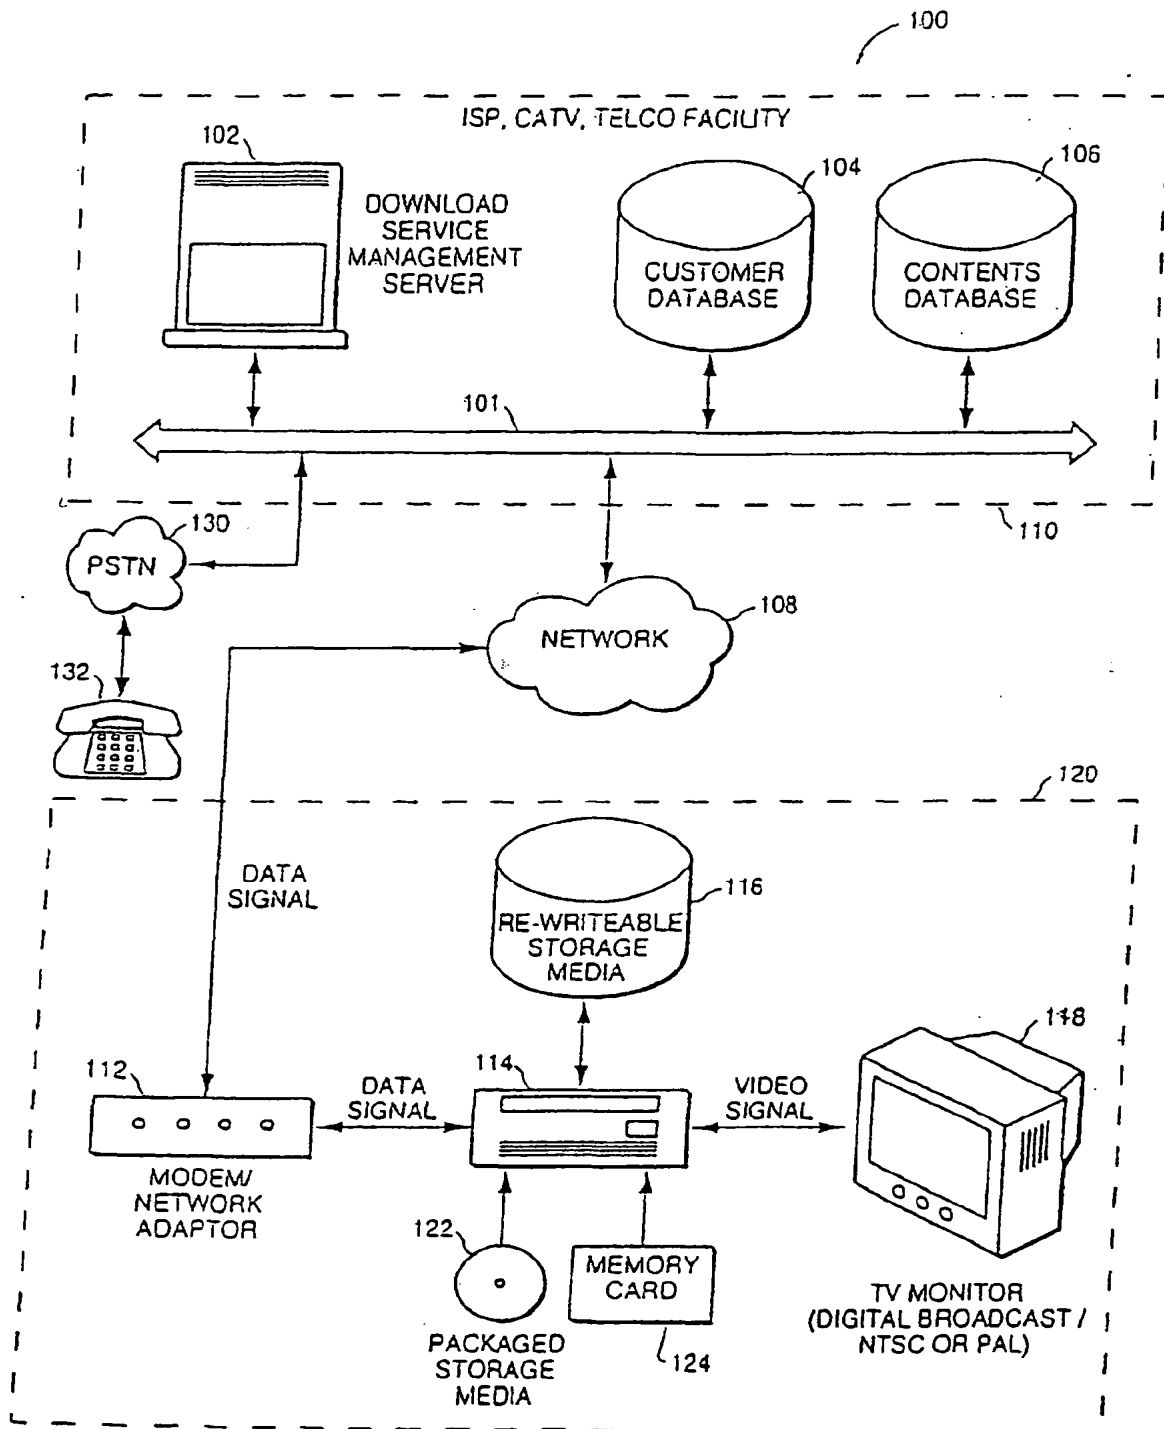 100
ISP, CATV, TELCO FACILITY
102
DOWNLOAD
SERVICE
MANAGEMENT
SERVER
104
CUSTOMER
DATABASE
106
CONTENTS
DATABASE
101
110
130
PSTN
108
NETWORK
132
120
DATA
SIGNAL
116
RE-WRITEABLE
STORAGE
MEDIA
118
112
DATA
SIGNAL
114
VIDEO
SIGNAL
MODEM/
NETWORK
ADAPTOR
122
MEMORY
CARD
124
PACKAGED
STORAGE
MEDIA
TV MONITOR
(DIGITAL BROADCAST /
NTSC OR PAL)